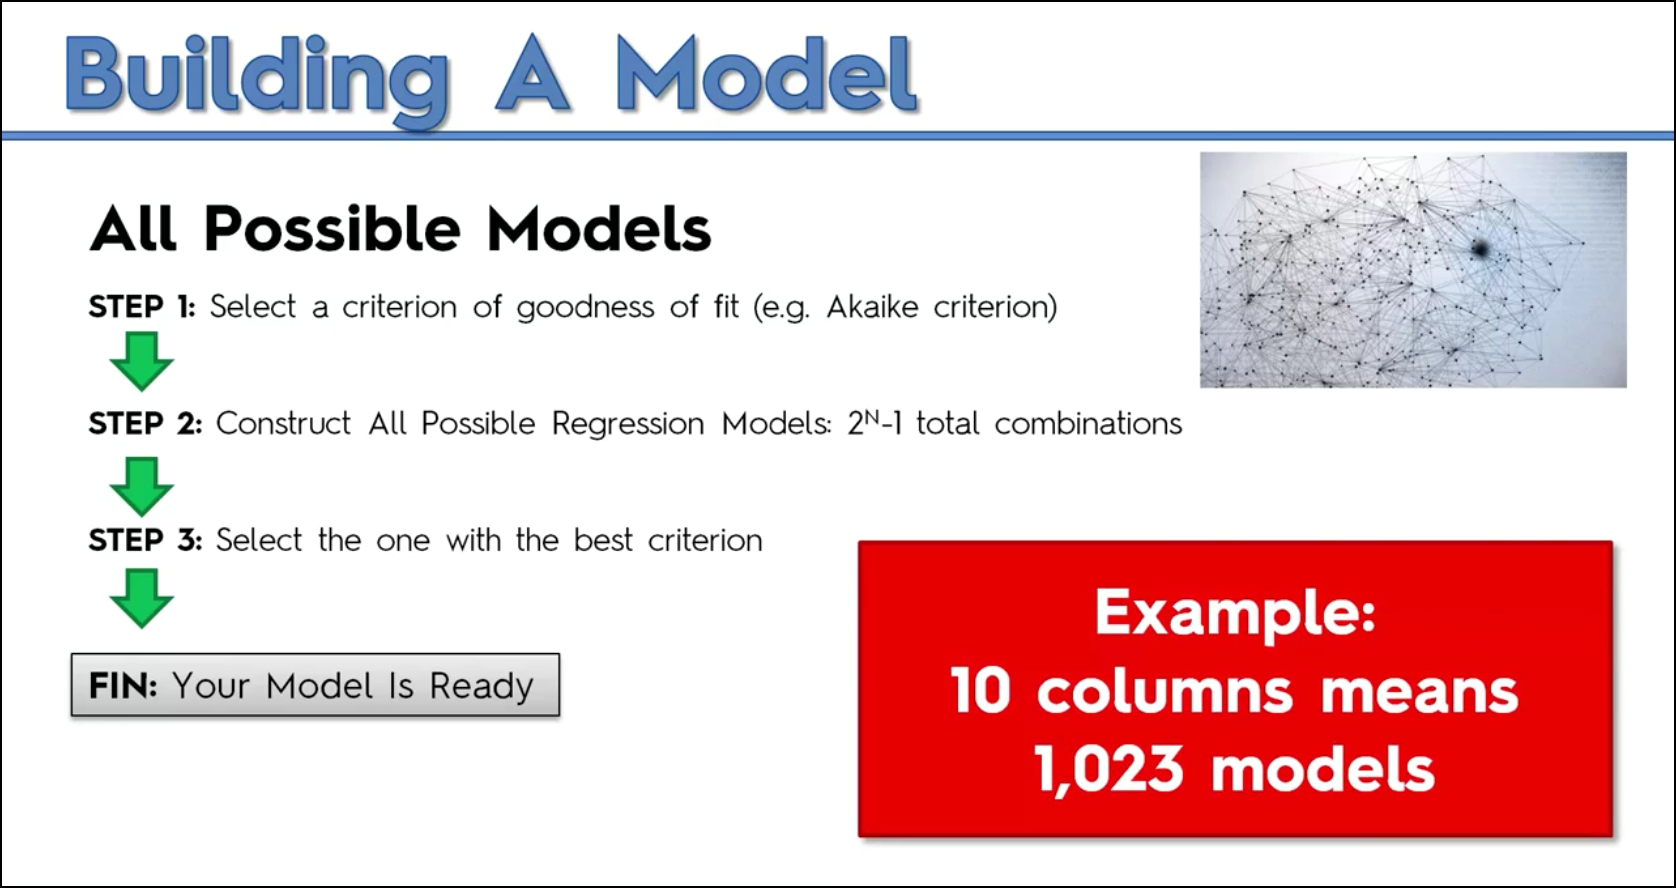 Building A Model
All Possible Models
STEP 1: Select a criterion of goodness of fit (e.g. Akaike criterion)
STEP 2: Construct All Possible Regression Models: 2ᴺ-1 total combinations
STEP 3: Select the one with the best criterion
FIN: Your Model Is Ready
Example:
10 columns means
1,023 models